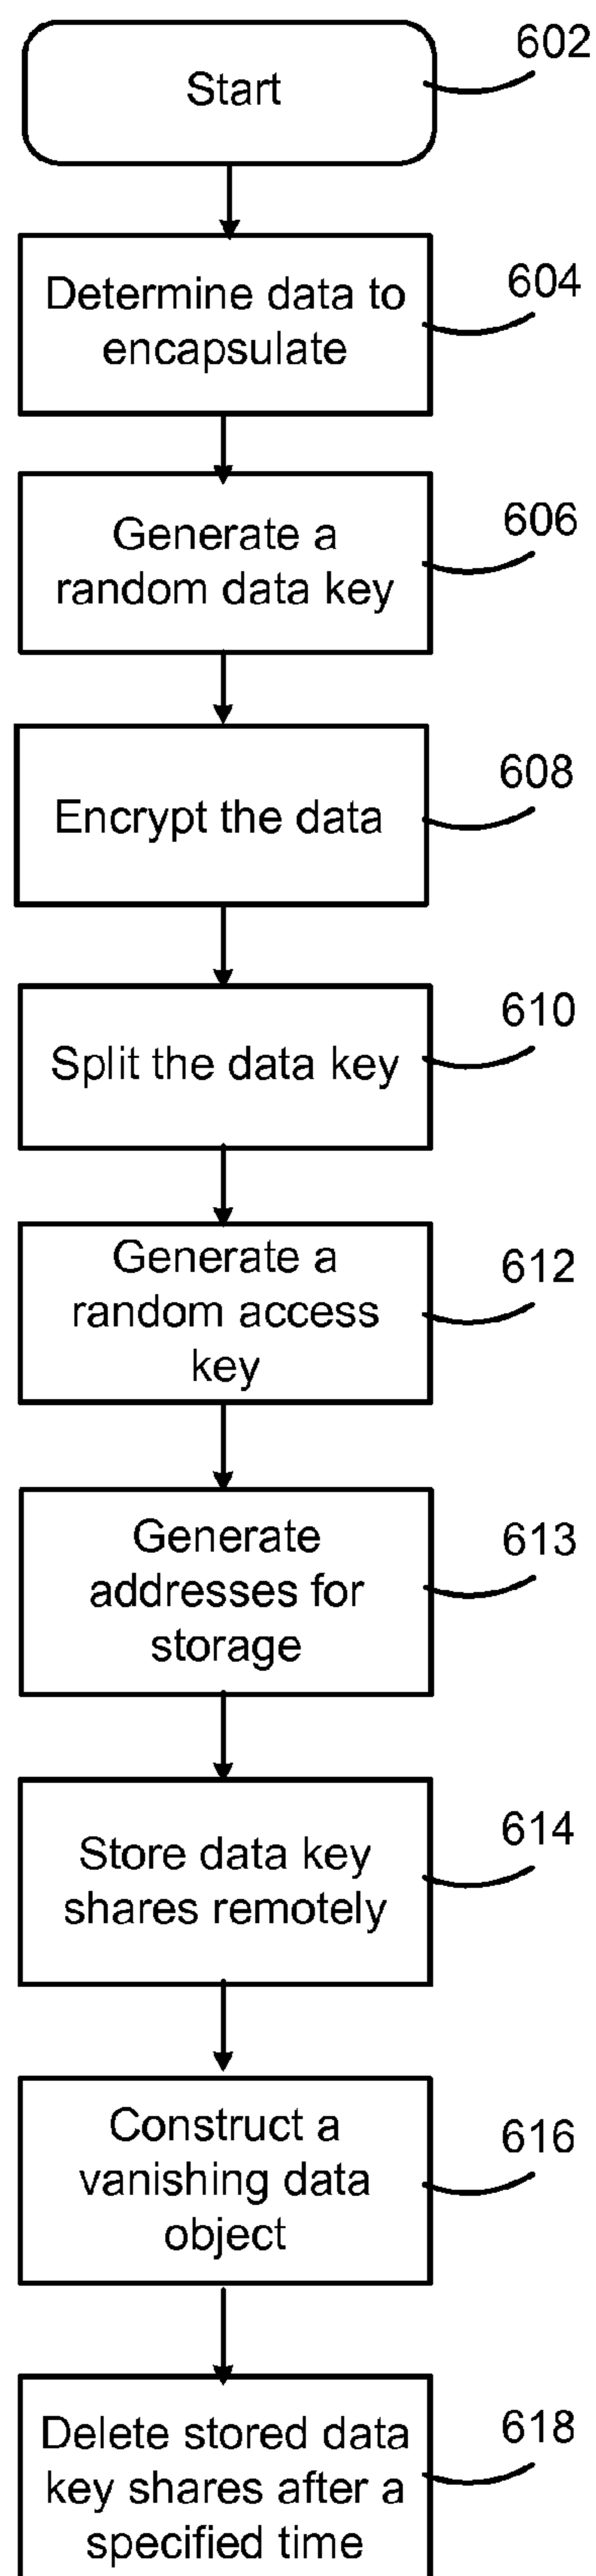 Start
602
Determine data to
encapsulate
604
Generate a
random data key
606
Encrypt the data
608
Split the data key
610
Generate a
random access
key
612
Generate
addresses for
storage
613
Store data key
shares remotely
614
Construct a
vanishing data
object
616
Delete stored data
key shares after a
specified time
618